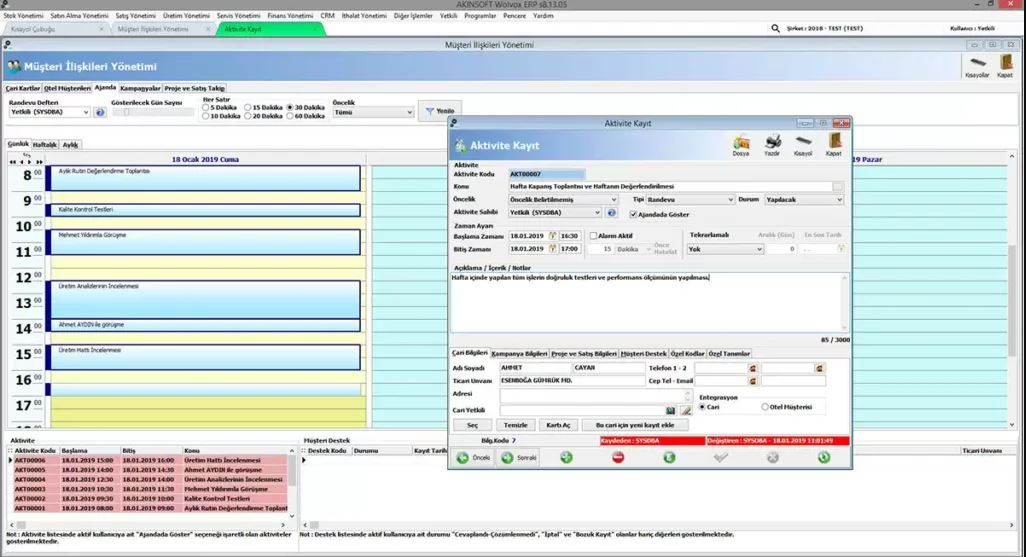 AKINSOFT Wolvox ERP s8.13.05
Stok Yönetimi Satın Alma Yönetimi Satış Yönetimi Üretim Yönetimi Servis Yönetimi Finans Yönetimi CRM İthalat Yönetimi Diğer İşlemler Yetkili Programlar Pencere Yardım
Kısayol Çubuğu Müşteri İlişkileri Yönetimi Aktivite Kayıt Şirket : 2018 - TEST (TEST) Kullanıcı : Yetkili
Müşteri İlişkileri Yönetimi
Müşteri İlişkileri Yönetimi Kısayollar Kapat
Cari Kartlar Otel Müşterileri Ajanda Kampanyalar Proje ve Satış Takip
Randevu Defteri Gösterilecek Gün Sayısı Her Satır Öncelik
Yetkili (SYSDBA) 5 Dakika 15 Dakika 30 Dakika Tümü Yenile
10 Dakika 20 Dakika 60 Dakika
Günlük Haftalık Aylık
18 Ocak 2019 Cuma 19 Pazar
8 00 Aylık Rutin Değerlendirme Toplantısı
9 00 Kalite Kontrol Testleri
10 00 Mehmet Yıldırımla Görüşme
11 00
12 00 Üretim Analizlerinin İncelenmesi
13 00
14 00 Ahmet AYDIN ile görüşme
15 00 Üretim Hattı İncelenmesi
16 00
17 00
Aktivite Kayıt
Aktivite Kayıt Dosya Yazdır Kısayol Kapat
Aktivite
Aktivite Kodu AKT00007
Konu Hafta Kapanış Toplantısı ve Haftanın Değerlendirilmesi
Öncelik Öncelik Belirtilmemiş Tipi Randevu Durum Yapılacak
Aktivite Sahibi Yetkili (SYSDBA) Ajandada Göster
Zaman Ayarı
Başlama Zamanı 18.01.2019 16:30 Alarm Aktif Tekrarlamalı Aralık (Gün) En Son Tarih
Bitiş Zamanı 18.01.2019 17:00 15 Dakika Önce Hatırlat Yok 0
Açıklama / İçerik / Notlar
Hafta içinde yapılan tüm işlerin doğruluk testleri ve performans ölçümünün yapılması.
85 / 3000
Cari Bilgileri Kampanya Bilgileri Proje ve Satış Bilgileri Müşteri Destek Özel Kodlar Özel Tanımlar
Adı Soyadı AHMET CAYAN Telefon 1 - 2
Ticari Unvanı ESENBOĞA GÜMRÜK MD. Cep Tel - Email
Adresi
Entegrasyon
Cari Yetkili Cari Otel Müşterisi
Seç Temizle Kartı Aç Bu cari için yeni kayıt ekle
Blg.Kodu 7 Kaydeden : SYSDBA Değiştiren : SYSDBA - 18.01.2019 11:01:49
Önceki Sonraki
Aktivite Müşteri Destek
Aktivite Kodu Başlama Bitiş Konu Destek Kodu Durumu Kayıt Tarih Ticari Unvanı
AKT00006 18.01.2019 15:00 18.01.2019 16:00 Üretim Hattı İncelenmesi
AKT00005 18.01.2019 14:00 18.01.2019 14:30 Ahmet AYDIN ile görüşme
AKT00004 18.01.2019 12:30 18.01.2019 14:00 Üretim Analizlerinin İncelenmesi
AKT00003 18.01.2019 10:30 18.01.2019 11:30 Mehmet Yıldırımla Görüşme
AKT00002 18.01.2019 09:30 18.01.2019 10:00 Kalite Kontrol Testleri
AKT00001 18.01.2019 08:00 18.01.2019 09:00 Aylık Rutin Değerlendirme Toplant
Not : Aktivite listesinde aktif kullanıcıya ait "Ajandada Göster" seçeneği işaretli olan aktiviteler gösterilmektedir.
Not : Destek listesinde aktif kullanıcıya ait durumu "Cevaplandı-Çözümlenmedi", "İptal" ve "Bozuk Kayıt" olanlar hariç diğerleri gösterilmektedir.